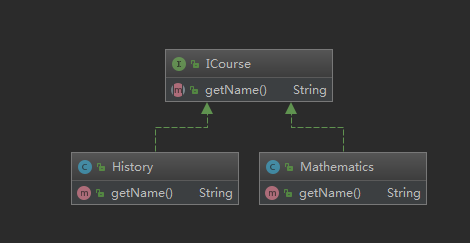 I ICourse
m getName() String
C History
m getName() String
C Mathematics
m getName() String